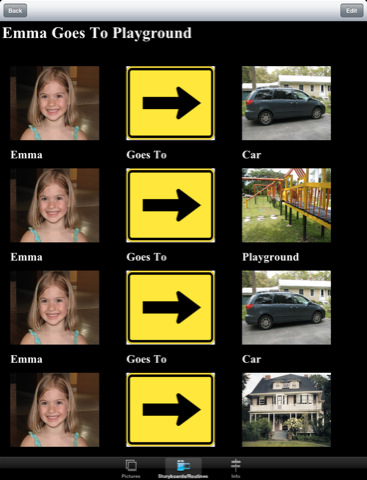 Back Edit
Emma Goes To Playground
Emma Goes To Car
Emma Goes To Playground
Emma Goes To Car
Pictures Storyboards/Routines Info